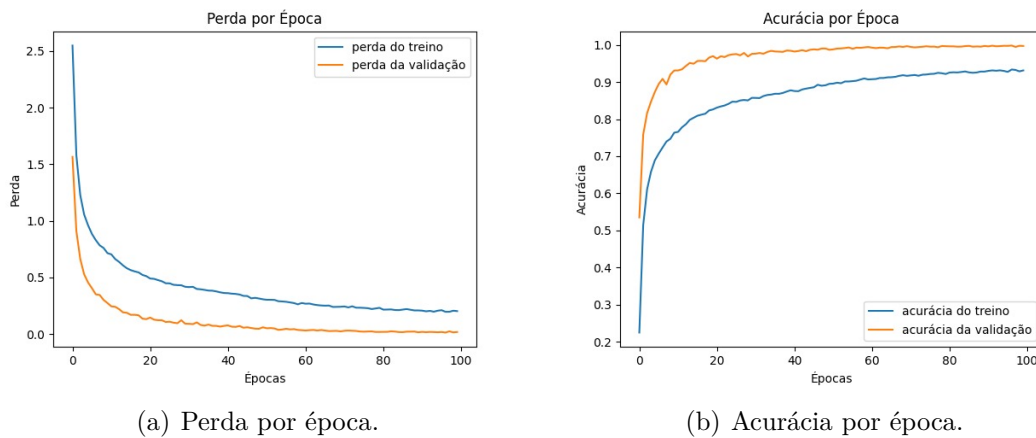 Perda por Época
2.5
2.0
1.5
1.0
0.5
0.0
Perda
perda do treino
perda da validação
0
20
40
60
80
100
Épocas
(a) Perda por época.
Acurácia por Época
1.0
0.9
0.8
0.7
0.6
0.5
0.4
0.3
0.2
Acurácia
acurácia do treino
acurácia da validação
0
20
40
60
80
100
Épocas
(b) Acurácia por época.